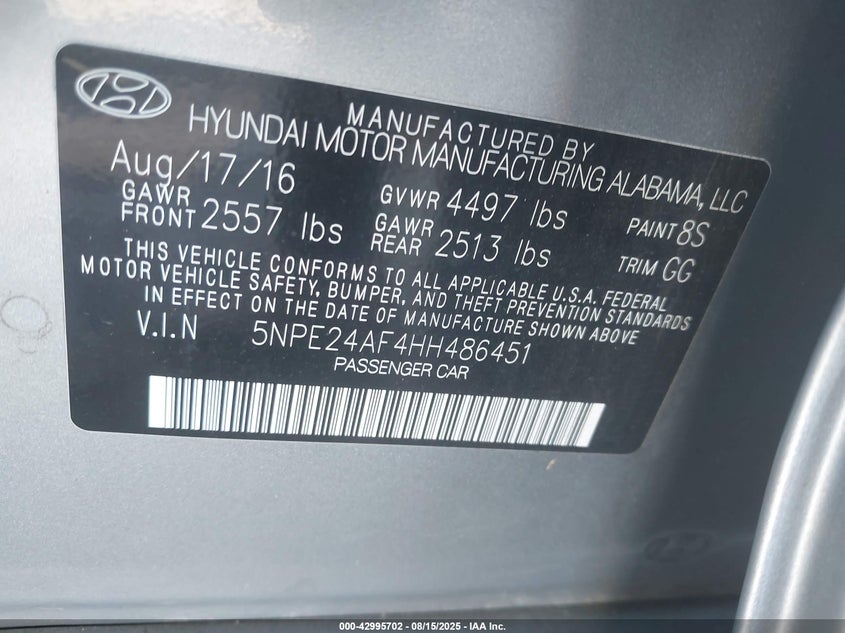 MANUFACTURED BY
HYUNDAI MOTOR MANUFACTURING ALABAMA, LLC
Aug/17/16
GVWR 4497 lbs
PAINT 8S
GAWR FRONT 2557 lbs
GAWR REAR 2513 lbs
TRIM GG
THIS VEHICLE CONFORMS TO ALL APPLICABLE U.S.A. FEDERAL
MOTOR VEHICLE SAFETY, BUMPER, AND THEFT PREVENTION STANDARDS
IN EFFECT ON THE DATE OF MANUFACTURE SHOWN ABOVE
V.I.N 5NPE24AF4HH486451
PASSENGER CAR
000-42995702 - 08/15/2025 - IAA Inc.